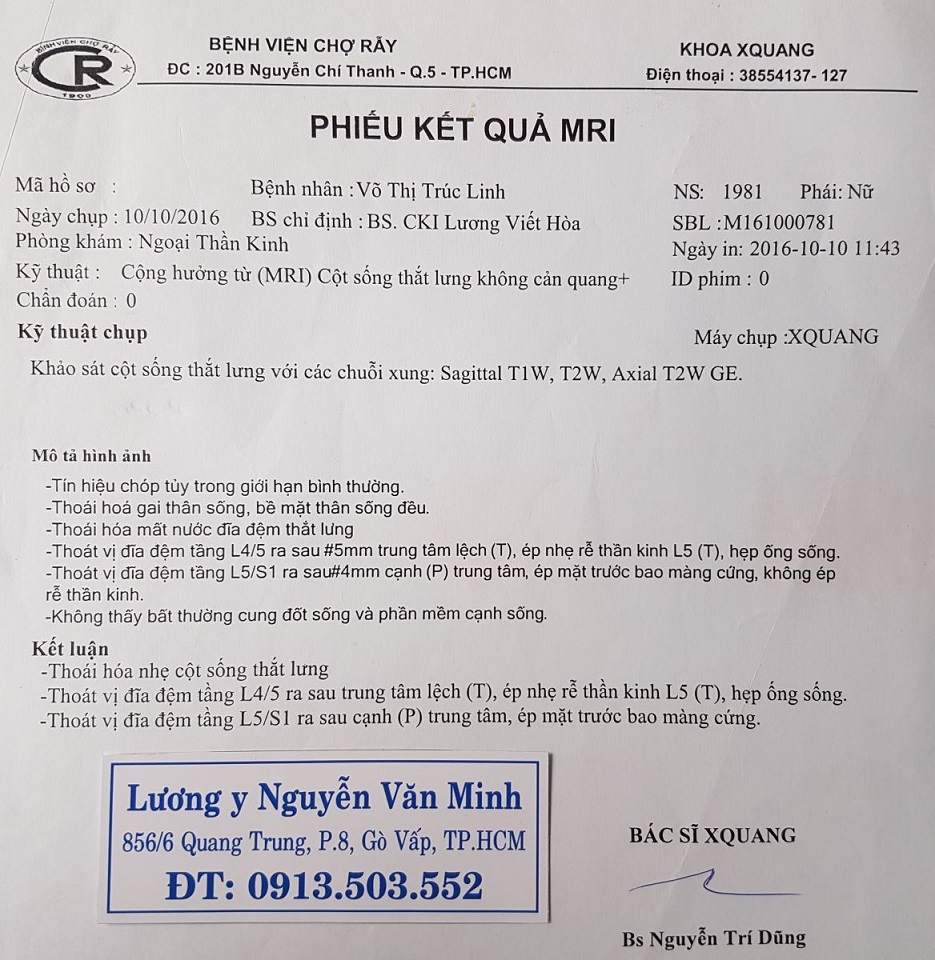 BỆNH VIỆN CHỢ RẪY
CR
1900
BỆNH VIỆN CHỢ RẪY
ĐC : 201B Nguyễn Chí Thanh - Q.5 - TP.HCM
KHOA XQUANG
Điện thoại : 38554137- 127
PHIẾU KẾT QUẢ MRI
Mã hồ sơ :
Bệnh nhân :Võ Thị Trúc Linh
NS: 1981 Phái: Nữ
Ngày chụp : 10/10/2016 BS chỉ định : BS. CKI Lương Viết Hòa
SBL :M161000781
Phòng khám : Ngoại Thần Kinh
Ngày in: 2016-10-10 11:43
Kỹ thuật : Cộng hưởng từ (MRI) Cột sống thắt lưng không cản quang+
ID phim : 0
Chẩn đoán : 0
Kỹ thuật chụp
Máy chụp :XQUANG
Khảo sát cột sống thắt lưng với các chuỗi xung: Sagittal T1W, T2W, Axial T2W GE.
Mô tả hình ảnh
-Tín hiệu chóp tủy trong giới hạn bình thường.
-Thoái hoá gai thân sống, bề mặt thân sống đều.
-Thoái hóa mất nước đĩa đệm thắt lưng
-Thoát vị đĩa đệm tầng L4/5 ra sau #5mm trung tâm lệch (T), ép nhẹ rễ thần kinh L5 (T), hẹp ống sống.
-Thoát vị đĩa đệm tầng L5/S1 ra sau#4mm cạnh (P) trung tâm, ép mặt trước bao màng cứng, không ép
rễ thần kinh.
-Không thấy bất thường cung đốt sống và phần mềm cạnh sống.
Kết luận
-Thoái hóa nhẹ cột sống thắt lưng
-Thoát vị đĩa đệm tầng L4/5 ra sau trung tâm lệch (T), ép nhẹ rễ thần kinh L5 (T), hẹp ống sống.
-Thoát vị đĩa đệm tầng L5/S1 ra sau cạnh (P) trung tâm, ép mặt trước bao màng cứng.
Lương y Nguyễn Văn Minh
856/6 Quang Trung, P.8, Gò Vấp, TP.HCM
ĐT: 0913.503.552
BÁC SĨ XQUANG
Bs Nguyễn Trí Dũng